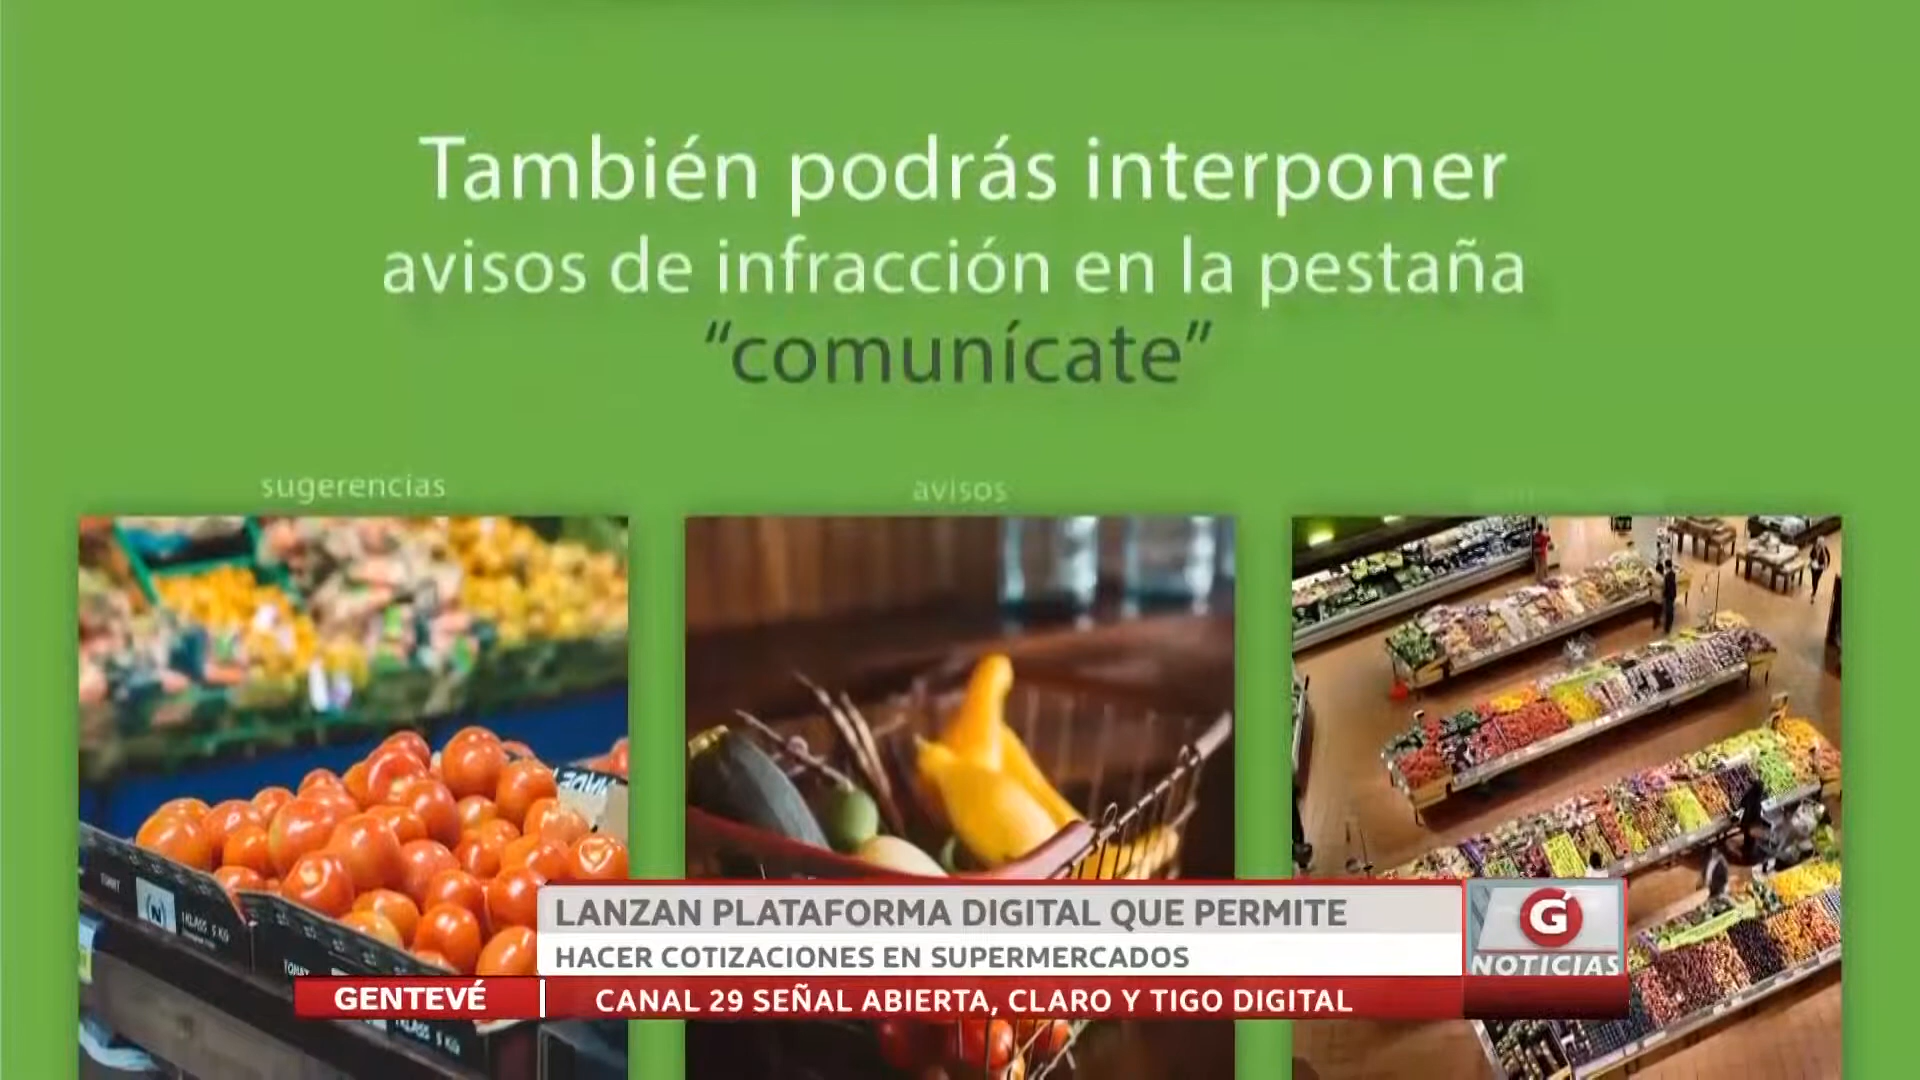 También podrás interponer
avisos de infracción en la pestaña
“comunícate”
sugerencias
avisos
LANZAN PLATAFORMA DIGITAL QUE PERMITE
HACER COTIZACIONES EN SUPERMERCADOS
G
NOTICIAS
GENTEVÉ
CANAL 29 SEÑAL ABIERTA, CLARO Y TIGO DIGITAL